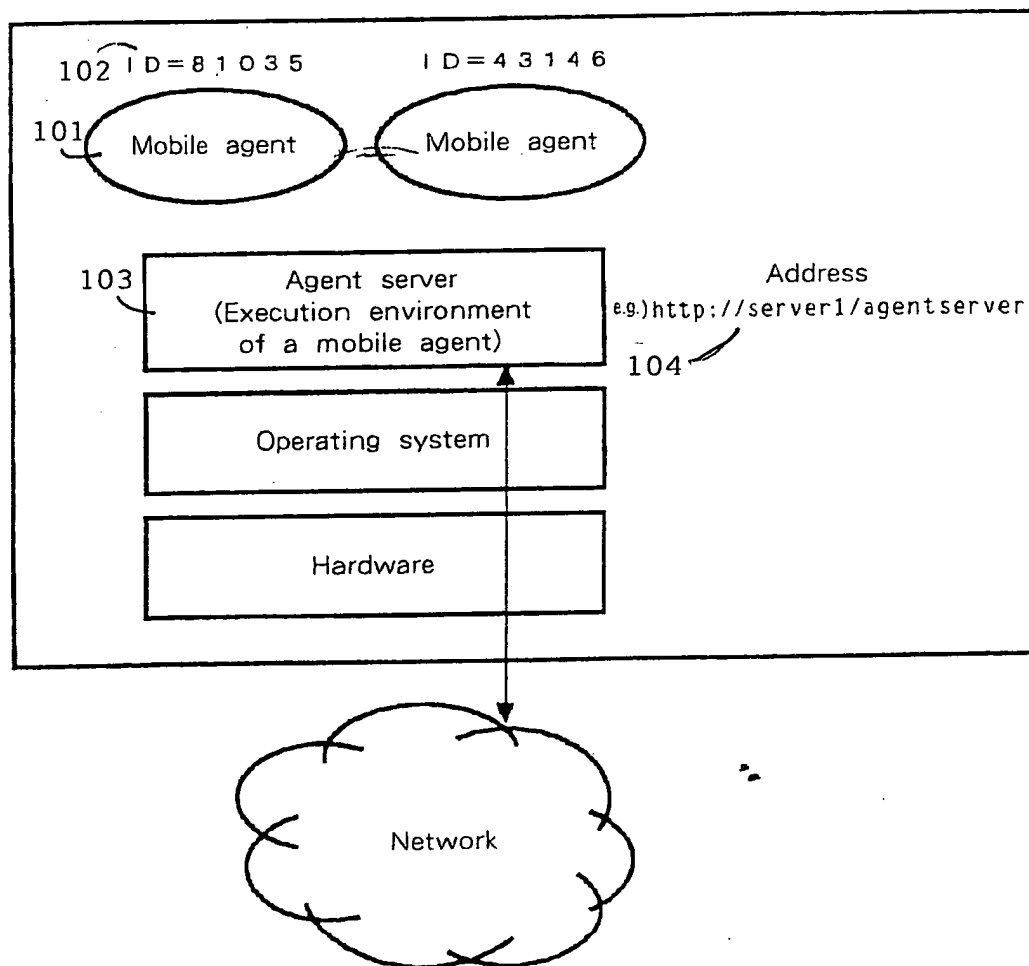 102 ID=81035 ID=43146
101 Mobile agent Mobile agent
103 Agent server
(Execution environment
of a mobile agent)
Address
e.g.)http://server1/agentserver
104
Operating system
Hardware
Network